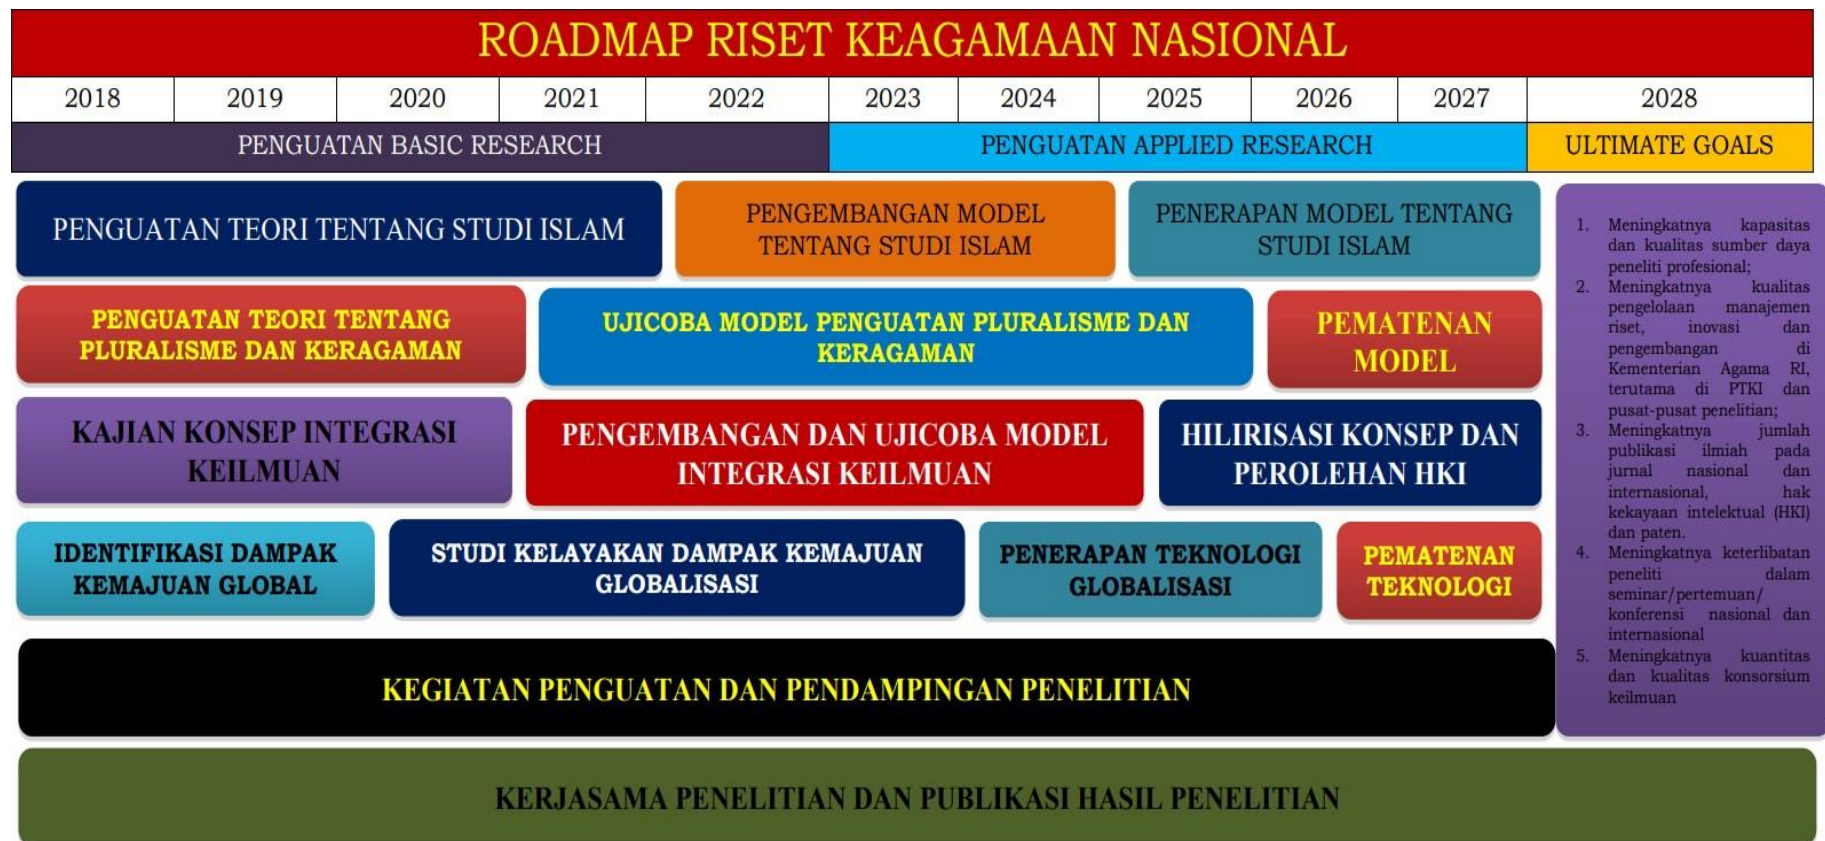 ROADMAP RISET KEAGAMAAN NASIONAL
2018 2019 2020 2021 2022 2023 2024 2025 2026 2027 2028
PENGUATAN BASIC RESEARCH PENGUATAN APPLIED RESEARCH ULTIMATE GOALS
PENGUATAN TEORI TENTANG STUDI ISLAM
PENGEMBANGAN MODEL
TENTANG STUDI ISLAM
PENERAPAN MODEL TENTANG
STUDI ISLAM
PENGUATAN TEORI TENTANG
PLURALISME DAN KERAGAMAN
UJICOBA MODEL PENGUATAN PLURALISME DAN
KERAGAMAN
PEMATENAN
MODEL
KAJIAN KONSEP INTEGRASI
KEILMUAN
PENGEMBANGAN DAN UJICOBA MODEL
INTEGRASI KEILMUAN
HILIRISASI KONSEP DAN
PEROLEHAN HKI
IDENTIFIKASI DAMPAK
KEMAJUAN GLOBAL
STUDI KELAYAKAN DAMPAK KEMAJUAN
GLOBALISASI
PENERAPAN TEKNOLOGI
GLOBALISASI
PEMATENAN
TEKNOLOGI
1. Meningkatnya kapasitas
dan kualitas sumber daya
peneliti profesional;
2. Meningkatnya kualitas
pengelolaan manajemen
riset, inovasi dan
pengembangan di
Kementerian Agama RI,
terutama di PTKI dan
pusat-pusat penelitian;
3. Meningkatnya jumlah
publikasi ilmiah pada
jurnal nasional dan
internasional, hak
kekayaan intelektual (HKI)
dan paten.
4. Meningkatnya keterlibatan
peneliti dalam
seminar/pertemuan/
konferensi nasional dan
internasional
5. Meningkatnya kuantitas
dan kualitas konsorsium
keilmuan
KEGIATAN PENGUATAN DAN PENDAMPINGAN PENELITIAN
KERJASAMA PENELITIAN DAN PUBLIKASI HASIL PENELITIAN